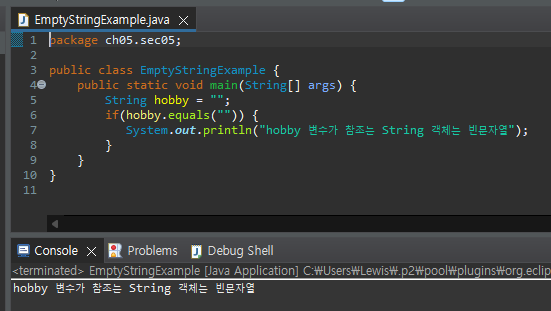 EmptyStringExample.java
1 package ch05.sec05;
2
3 public class EmptyStringExample {
4 public static void main(String[] args) {
5 String hobby = "";
6 if(hobby.equals("")) {
7 System.out.println("hobby 변수가 참조는 String 객체는 빈문자열");
8 }
9 }
10 }
11
Console Problems Debug Shell
<terminated> EmptyStringExample [Java Application] C:₩Users₩Lewis₩.p2₩pool₩plugins₩org.eclip
hobby 변수가 참조는 String 객체는 빈문자열